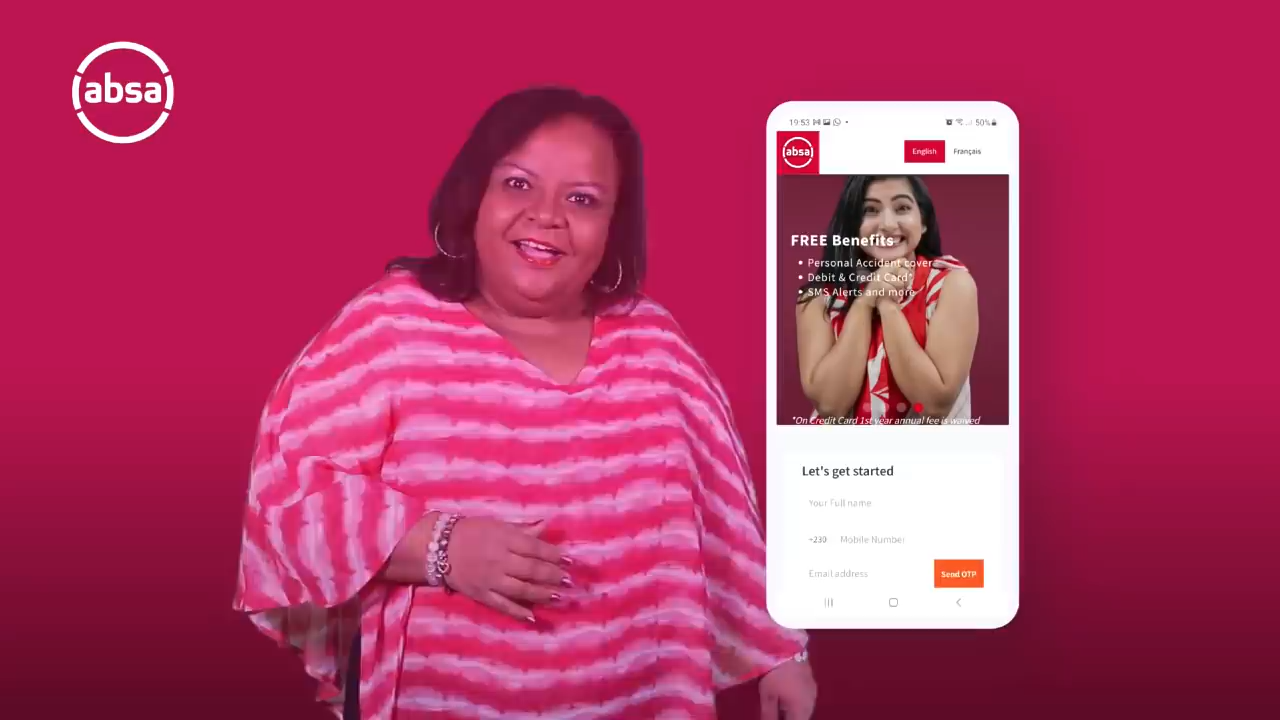 absa
19:53
50%
absa
English
Français
FREE Benefits
• Personal Accident cover
• Debit & Credit Card*
• SMS Alerts and more
*On Credit Card 1st year annual fee is waived
Let's get started
Your Full name
+230 Mobile Number
Email address
Send OTP